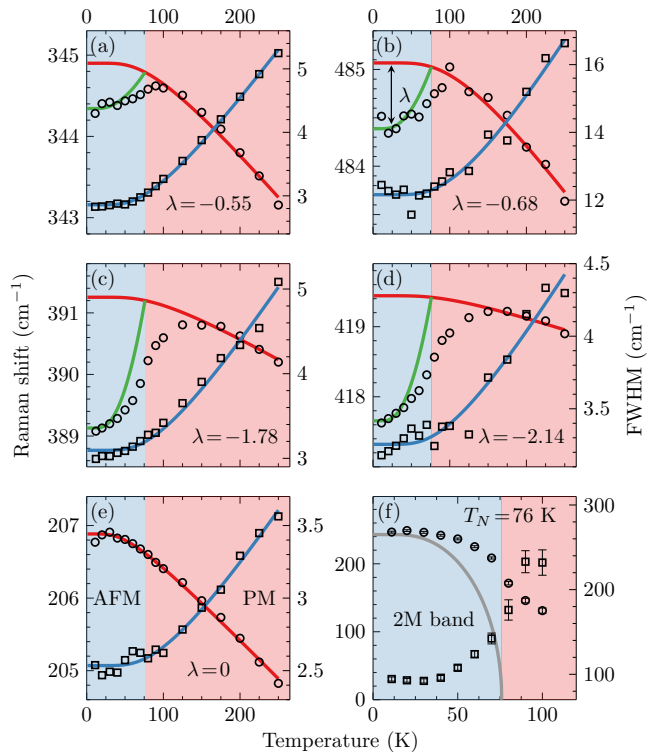 0 100 200 0 100 200
(a) (b)
345 5 485 16
344 4 14
343 3 484 12
λ=−0.55 λ=−0.68
λ
(c) (d)
391 5 419 4.5
390 4 418 4
389 3 3.5
λ=−1.78 λ=−2.14
Raman shift (cm−1)
FWHM (cm−1)
(e) (f)
TN=76 K
207 3.5 300
206 3 200 200
205 2.5 100 100
0
AFM PM
2M band
λ=0
0 100 200 0 50 100
Temperature (K)